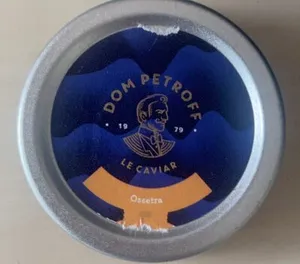 DOM PETROFF
19 79
LE CAVIAR
Ossetra